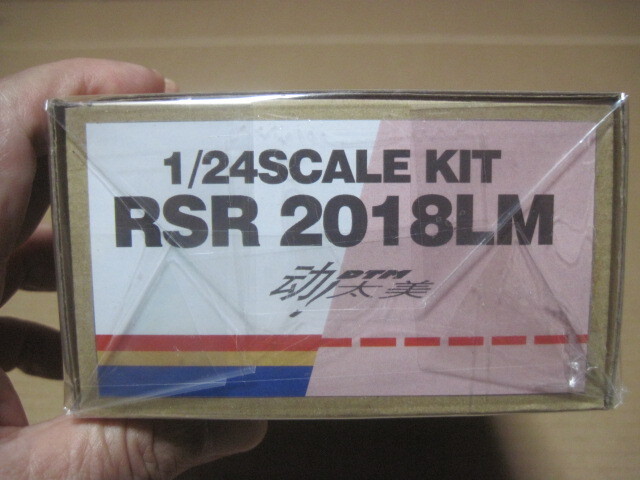 1/24SCALE KIT
RSR 2018LM
DTM
动太美